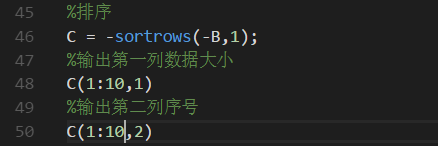 45 %排序
46 C = -sortrows(-B,1);
47 %输出第一列数据大小
48 C(1:10,1)
49 %输出第二列序号
50 C(1:10,2)